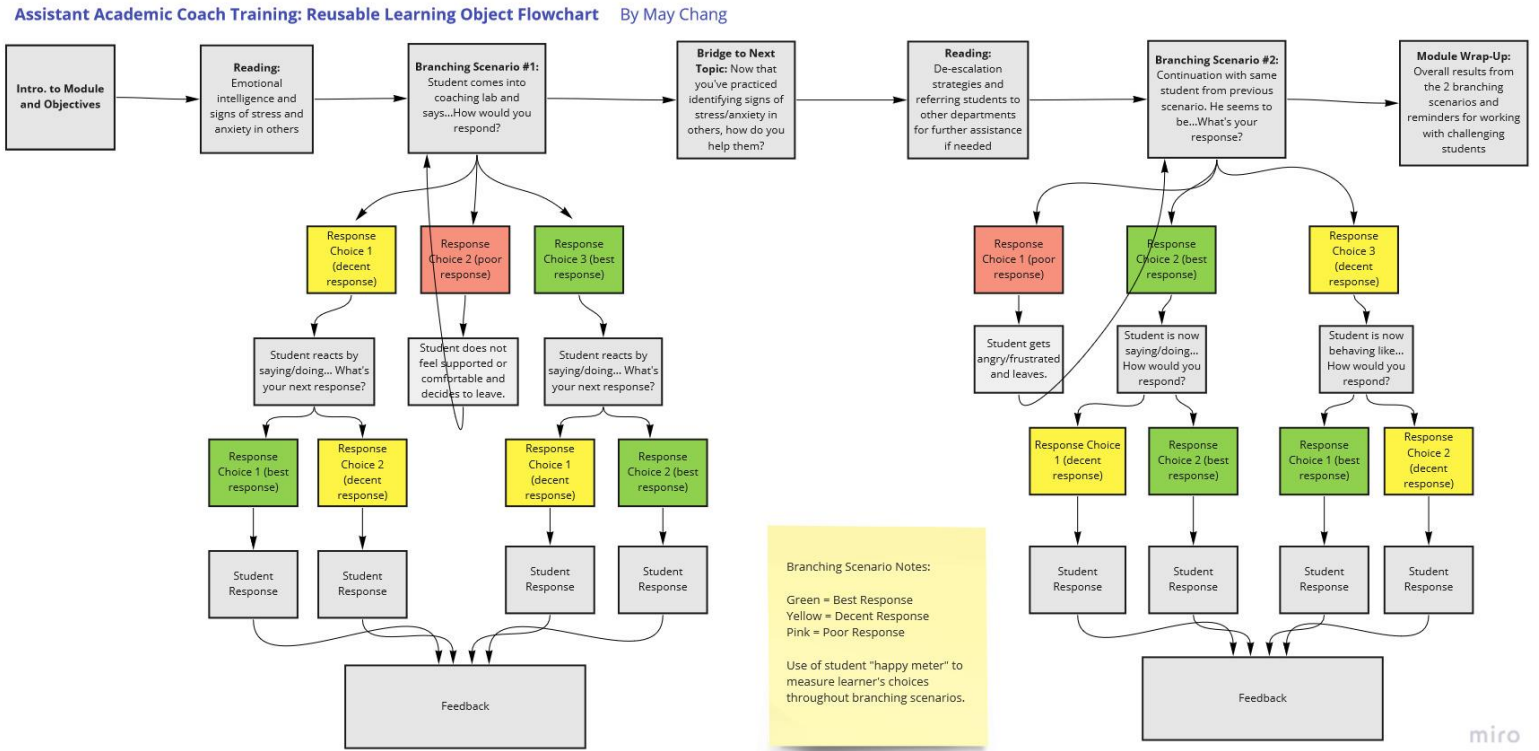 Assistant Academic Coach Training: Reusable Learning Object Flowchart By May Chang
Intro. to Module
and Objectives
Reading:
Emotional
intelligence and
signs of stress and
anxiety in others
Branching Scenario #1:
Student comes into
coaching lab and
says...How would you
respond?
Bridge to Next
Topic: Now that
you've practiced
identifying signs of
stress/anxiety in
others, how do you
help them?
Reading:
De-escalation
strategies and
referring students to
other departments
for further assistance
if needed
Branching Scenario #2:
Continuation with same
student from previous
scenario. He seems to
be...What's your
response?
Module Wrap-Up:
Overall results from
the 2 branching
scenarios and
reminders for working
with challenging
students
Response
Choice 1
(decent
response)
Response
Choice 2 (poor
response)
Response
Choice 3 (best
response)
Response
Choice 1 (poor
response)
Response
Choice 2 (best
response)
Response
Choice 3
(decent
response)
Student reacts by
saying/doing... What's
your next response?
Student does not
feel supported or
comfortable and
decides to leave.
Student reacts by
saying/doing... What's
your next response?
Student gets
angry/frustrated
and leaves.
Student is now
saying/doing...
How would you
respond?
Student is now
behaving like...
How would you
respond?
Response
Choice 1 (best
response)
Response
Choice 2
(decent
response)
Response
Choice 1
(decent
response)
Response
Choice 2 (best
response)
Response Choice
1 (decent
response)
Response
Choice 2 (best
response)
Response
Choice 1 (best
response)
Response
Choice 2
(decent
response)
Student
Response
Student
Response
Student
Response
Student
Response
Student
Response
Student
Response
Student
Response
Student
Response
Feedback
Branching Scenario Notes:
Green = Best Response
Yellow = Decent Response
Pink = Poor Response
Use of student "happy meter" to
measure learner's choices
throughout branching scenarios.
Feedback
miro